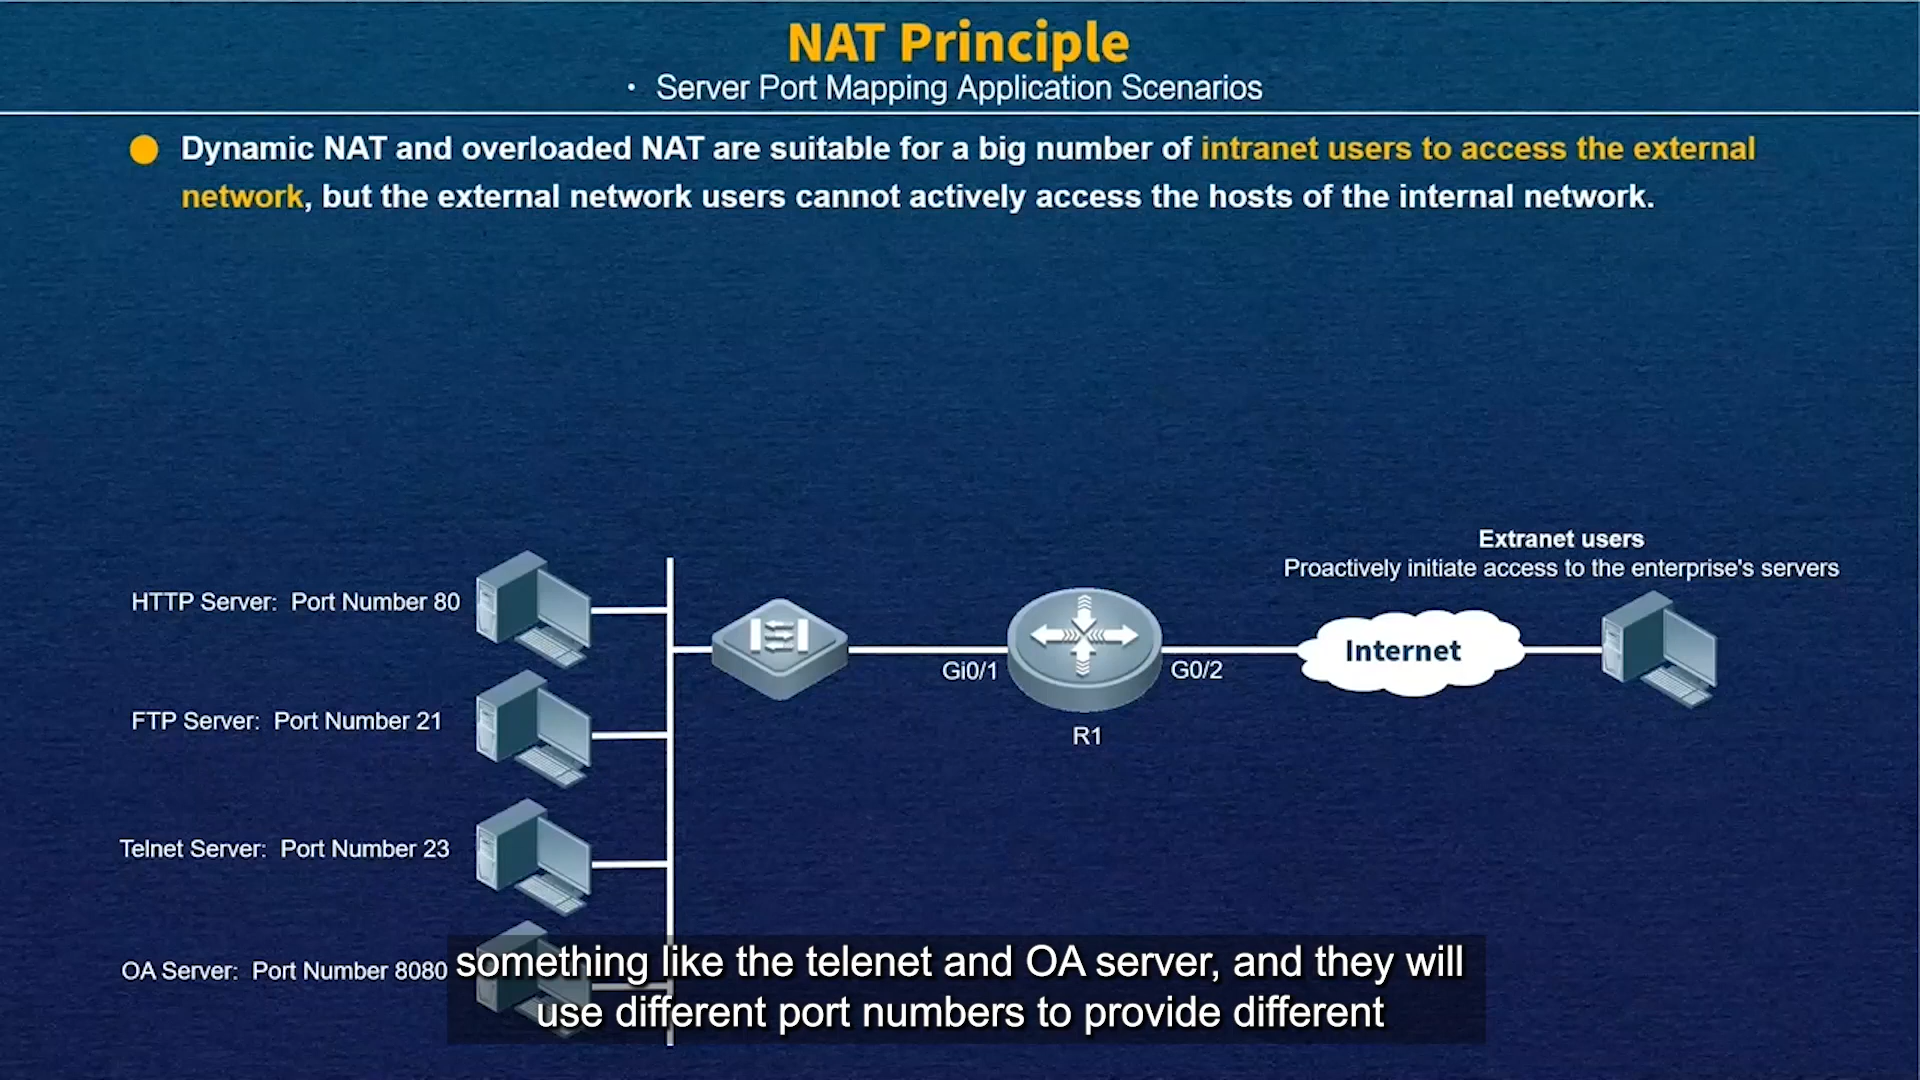 NAT Principle
• Server Port Mapping Application Scenarios
Dynamic NAT and overloaded NAT are suitable for a big number of intranet users to access the external
network, but the external network users cannot actively access the hosts of the internal network.
Extranet users
Proactively initiate access to the enterprise's servers
HTTP Server: Port Number 80
Internet
Gi0/1
G0/2
R1
FTP Server: Port Number 21
Telnet Server: Port Number 23
OA Server: Port Number 8080
something like the telenet and OA server, and they will
use different port numbers to provide different